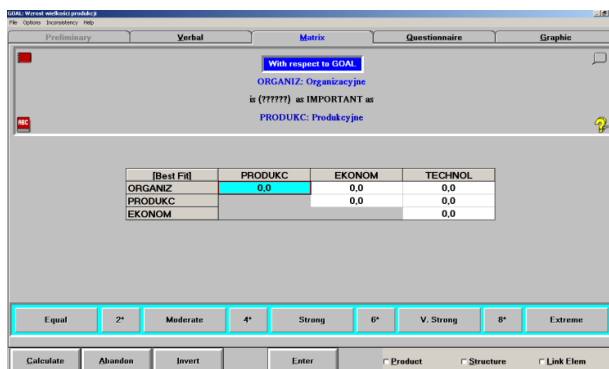 GOAL: Wzrost wielkości produkcji
File Options Inconsistency Help
Preliminary Verbal Matrix Questionnaire Graphic
With respect to GOAL
ORGANIZ: Organizacyjne
is (??????) as IMPORTANT as
PRODUKC: Produkcyjne
ABC
[Best Fit] PRODUKC EKONOM TECHNOL
ORGANIZ 0,0 0,0 0,0
PRODUKC 0,0 0,0
EKONOM 0,0
Equal 2* Moderate 4* Strong 6* V. Strong 8* Extreme
Calculate Abandon Invert Enter Product Structure Link Elem